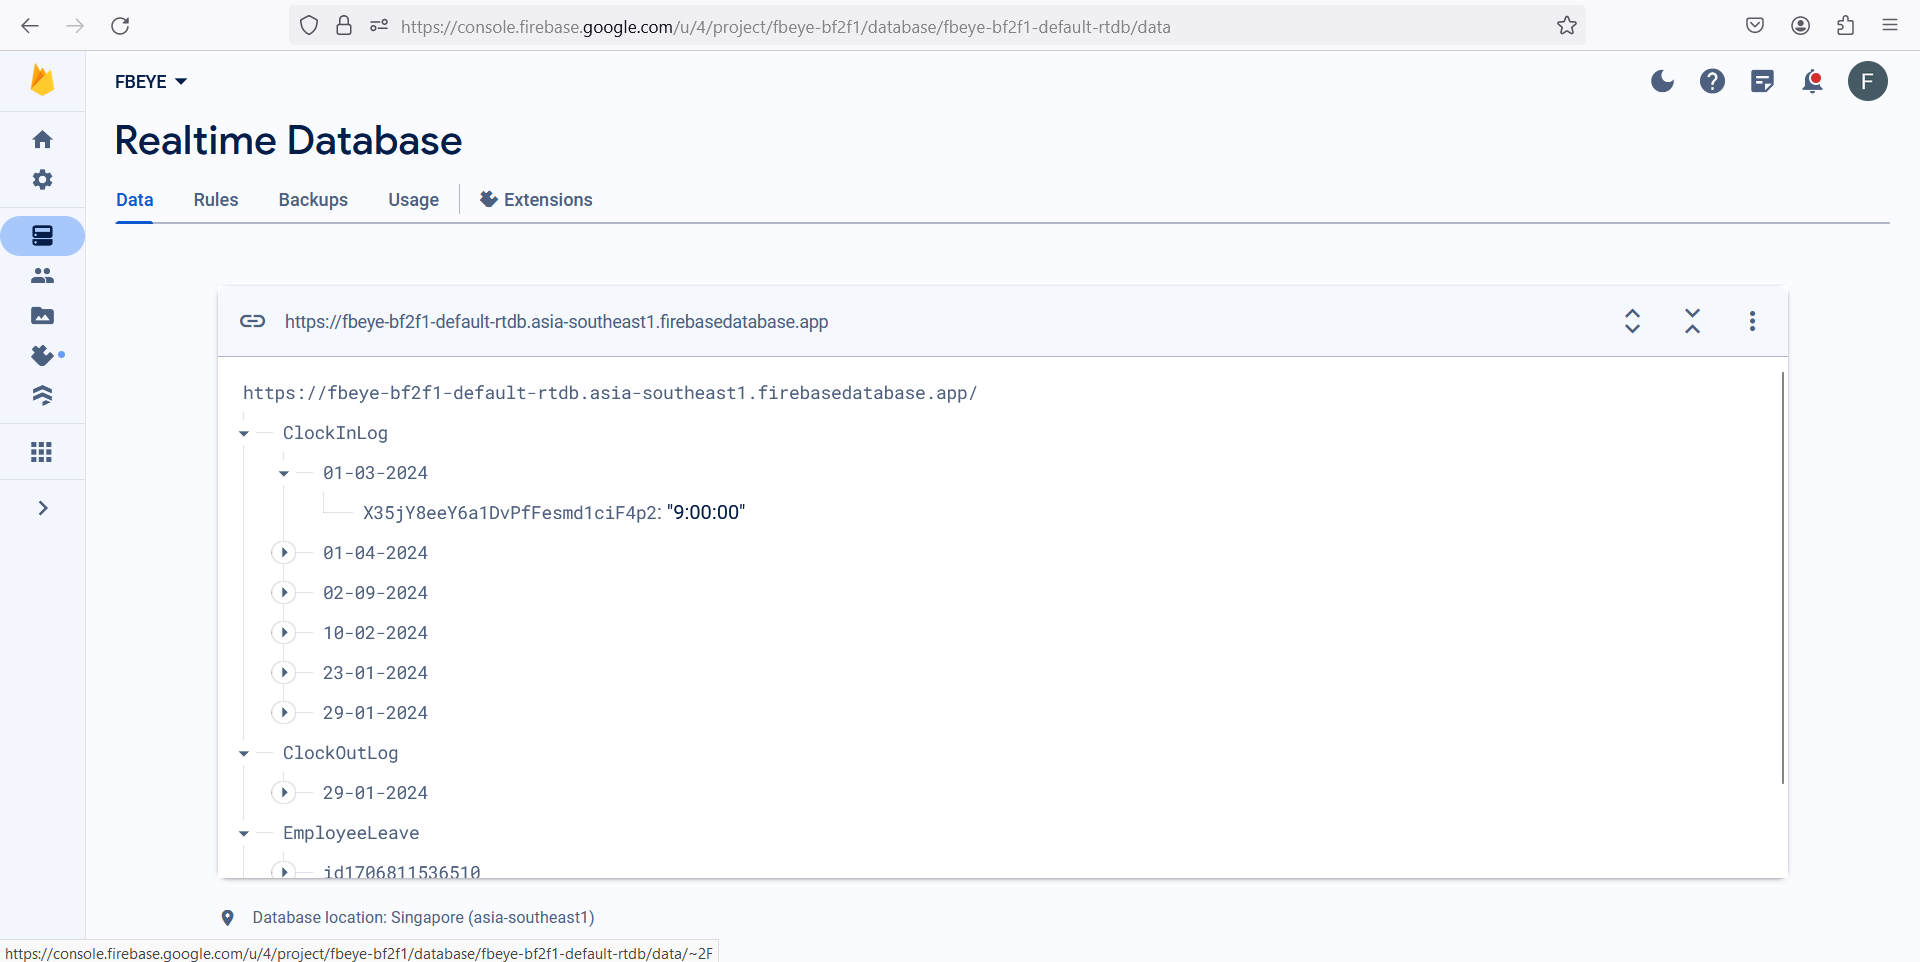 https://console.firebase.google.com/u/4/project/fbeye-bf2f1/database/fbeye-bf2f1-default-rtdb/data
FBEYE
F
Realtime Database
Data Rules Backups Usage Extensions
https://fbeye-bf2f1-default-rtdb.asia-southeast1.firebasedatabase.app
https://fbeye-bf2f1-default-rtdb.asia-southeast1.firebasedatabase.app/
ClockInLog
01-03-2024
X35jY8eeY6a1DvPfFesmd1ciF4p2: "9:00:00"
01-04-2024
02-09-2024
10-02-2024
23-01-2024
29-01-2024
ClockOutLog
29-01-2024
EmployeeLeave
id1706811536510
Database location: Singapore (asia-southeast1)
https://console.firebase.google.com/u/4/project/fbeye-bf2f1/database/fbeye-bf2f1-default-rtdb/data/~2F